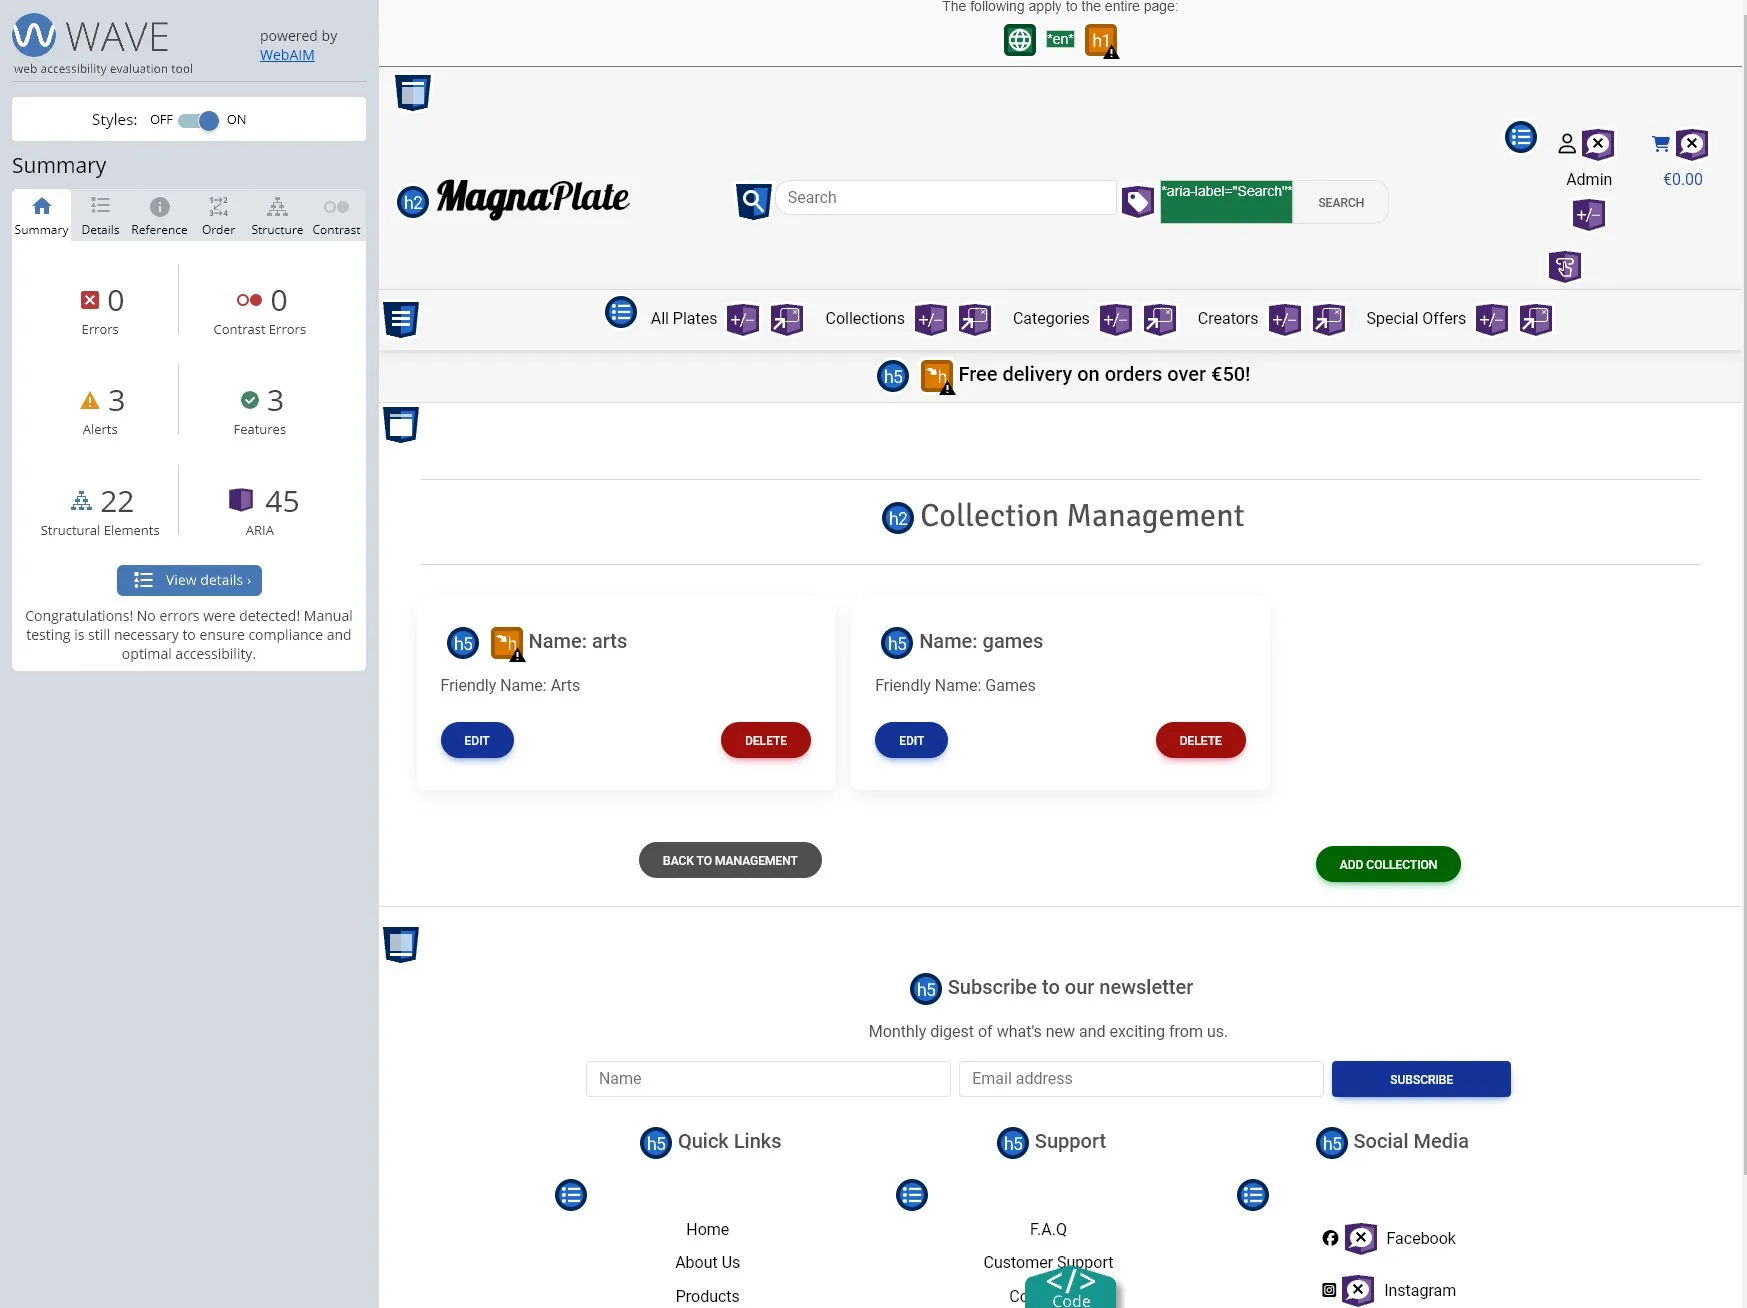 WAVE
powered by
WebAIM
web accessibility evaluation tool
Styles: OFF ON
Summary
Summary Details Reference Order Structure Contrast
0 0
Errors Contrast Errors
3 3
Alerts Features
22 45
Structural Elements ARIA
View details ›
Congratulations! No errors were detected! Manual
testing is still necessary to ensure compliance and
optimal accessibility.
The following apply to the entire page:
*en* h1
h2 MagnaPlate Search *aria-label="Search"* SEARCH
Admin €0.00
+/−
All Plates +/− Collections +/− Categories +/− Creators +/− Special Offers +/−
h5 h Free delivery on orders over €50!
h2 Collection Management
h5 h Name: arts
Friendly Name: Arts
EDIT DELETE
h5 Name: games
Friendly Name: Games
EDIT DELETE
BACK TO MANAGEMENT ADD COLLECTION
h5 Subscribe to our newsletter
Monthly digest of what's new and exciting from us.
Name Email address SUBSCRIBE
h5 Quick Links h5 Support h5 Social Media
Home F.A.Q Facebook
About Us Customer Support
Products Instagram
</> Code